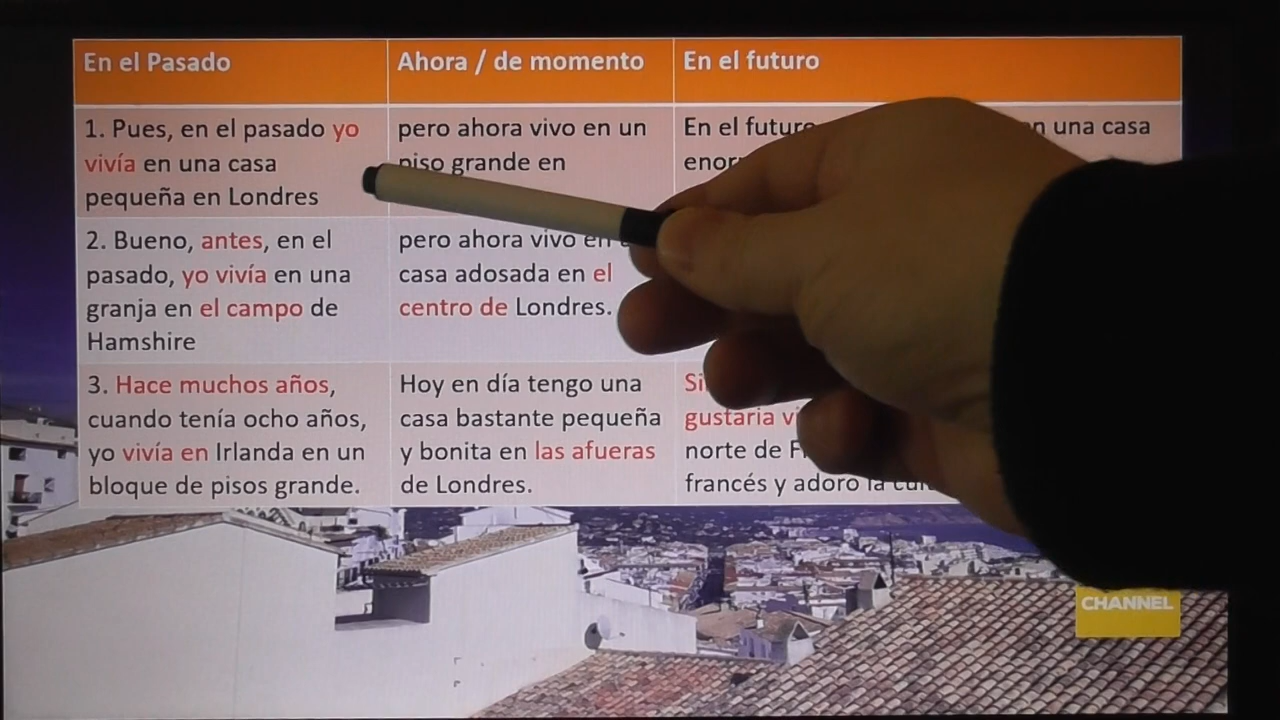 En el Pasado
Ahora / de momento
En el futuro
1. Pues, en el pasado yo
vivía en una casa
pequeña en Londres
pero ahora vivo en un
piso grande en
En el futuro
una casa
2. Bueno, antes, en el
pasado, yo vivía en una
granja en el campo de
Hamshire
pero ahora vivo en
casa adosada en el
centro de Londres.
3. Hace muchos años,
cuando tenía ocho años,
yo vivía en Irlanda en un
bloque de pisos grande.
Hoy en día tengo una
casa bastante pequeña
y bonita en las afueras
de Londres.
gustaria
norte de
francés y adoro la
CHANNEL